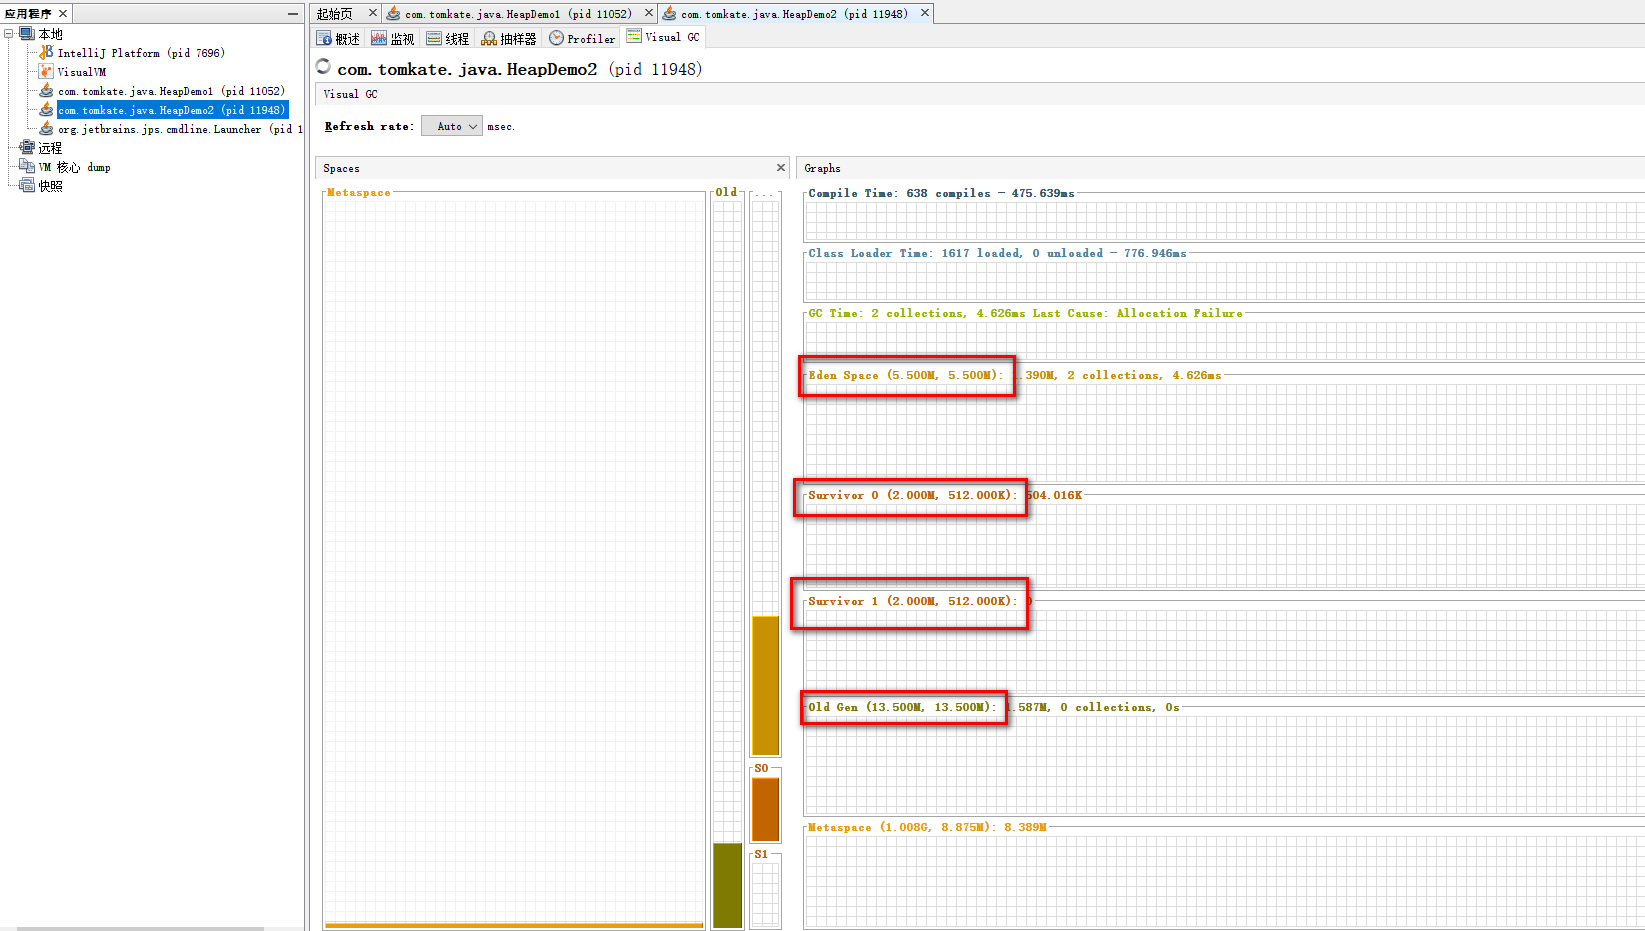 应用程序
本地
IntelliJ Platform (pid 7696)
VisualVM
com.tomkate.java.HeapDemo1 (pid 11052)
com.tomkate.java.HeapDemo2 (pid 11948)
org.jetbrains.jps.cmdline.Launcher (pid 1
远程
VM 核心 dump
快照
起始页 com.tomkate.java.HeapDemo1 (pid 11052) com.tomkate.java.HeapDemo2 (pid 11948)
概述 监视 线程 抽样器 Profiler Visual GC
com.tomkate.java.HeapDemo2 (pid 11948)
Visual GC
Refresh rate: Auto msec.
Spaces
Metaspace
Old
...
S0
S1
Graphs
Compile Time: 638 compiles - 475.639ms
Class Loader Time: 1617 loaded, 0 unloaded - 776.946ms
GC Time: 2 collections, 4.626ms Last Cause: Allocation Failure
Eden Space (5.500M, 5.500M): .390M, 2 collections, 4.626ms
Survivor 0 (2.000M, 512.000K): 504.016K
Survivor 1 (2.000M, 512.000K): 0
Old Gen (13.500M, 13.500M): 1.587M, 0 collections, 0s
Metaspace (1.008G, 8.875M): 8.389M